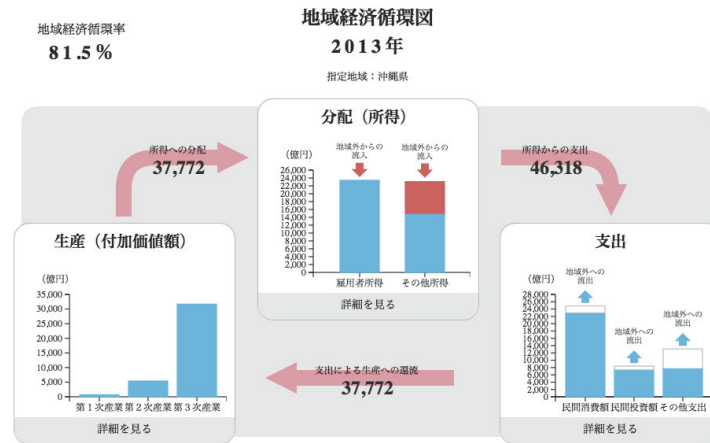 地域経済循環図
2013年
指定地域：沖縄県
地域経済循環率
81.5%
所得への分配
37,772
分配（所得）
（億円）
地域外からの
流入
地域外からの
流入
26,000
24,000
22,000
20,000
18,000
16,000
14,000
12,000
10,000
8,000
6,000
4,000
2,000
0
雇用者所得 その他所得
詳細を見る
所得からの支出
46,318
生産（付加価値額）
（億円）
35,000
30,000
25,000
20,000
15,000
10,000
5,000
0
第1次産業 第2次産業 第3次産業
詳細を見る
支出
（億円）
地域外への
流出
地域外への
流出
地域外への
流出
28,000
26,000
24,000
22,000
20,000
18,000
16,000
14,000
12,000
10,000
8,000
6,000
4,000
2,000
0
民間消費額 民間投資額 その他支出
詳細を見る
支出による生産への還流
37,772